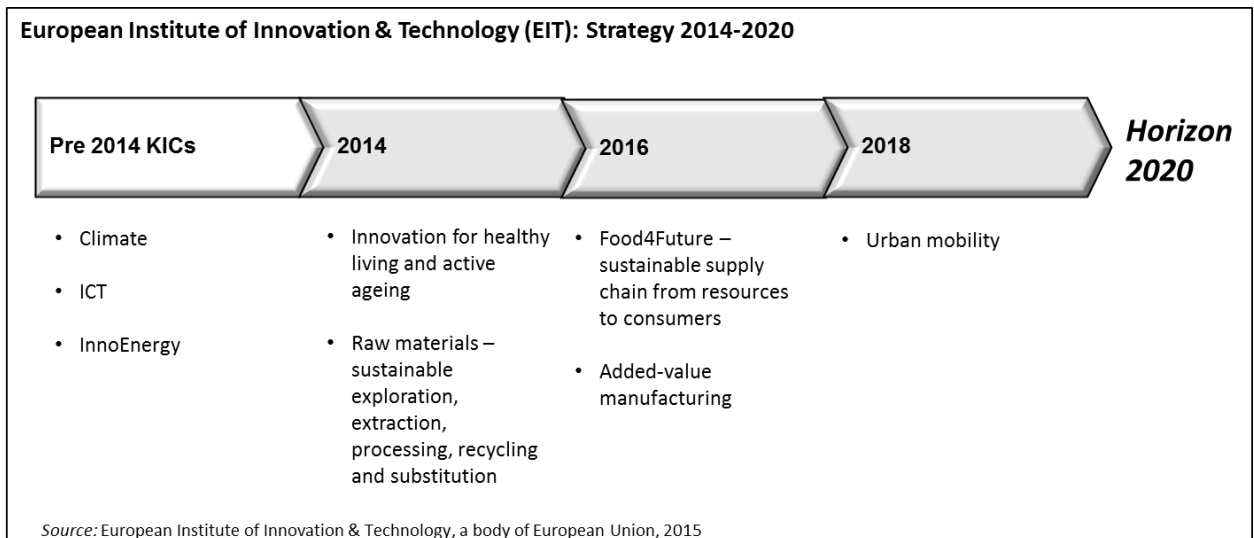 European Institute of Innovation & Technology (EIT): Strategy 2014-2020
Pre 2014 KICs
2014
2016
2018
Horizon
2020
• Climate
• ICT
• InnoEnergy
• Innovation for healthy
living and active
ageing
• Raw materials –
sustainable
exploration,
extraction,
processing, recycling
and substitution
• Food4Future –
sustainable supply
chain from resources
to consumers
• Added-value
manufacturing
• Urban mobility
Source: European Institute of Innovation & Technology, a body of European Union, 2015